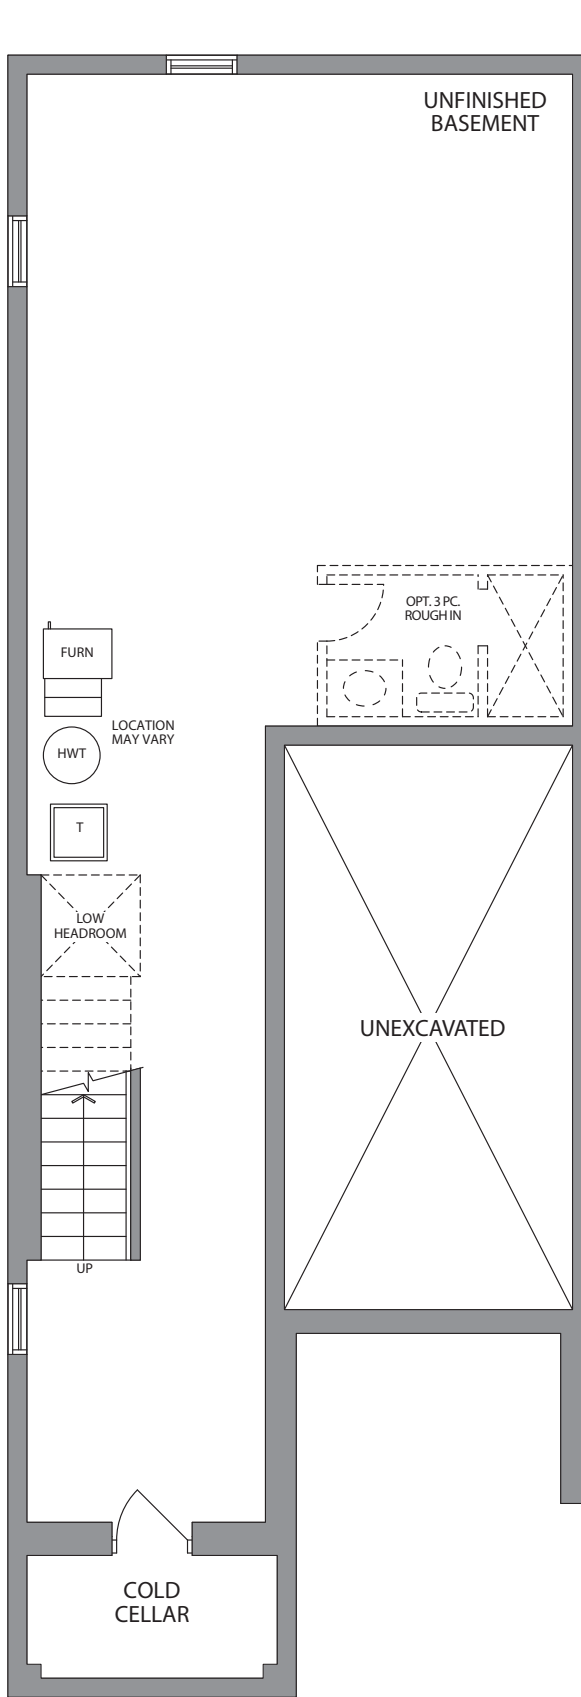 UNFINISHED
BASEMENT
OPT. 3 PC.
ROUGH IN
FURN
LOCATION
MAY VARY
HWT
T
LOW
HEADROOM
UNEXCAVATED
UP
COLD
CELLAR